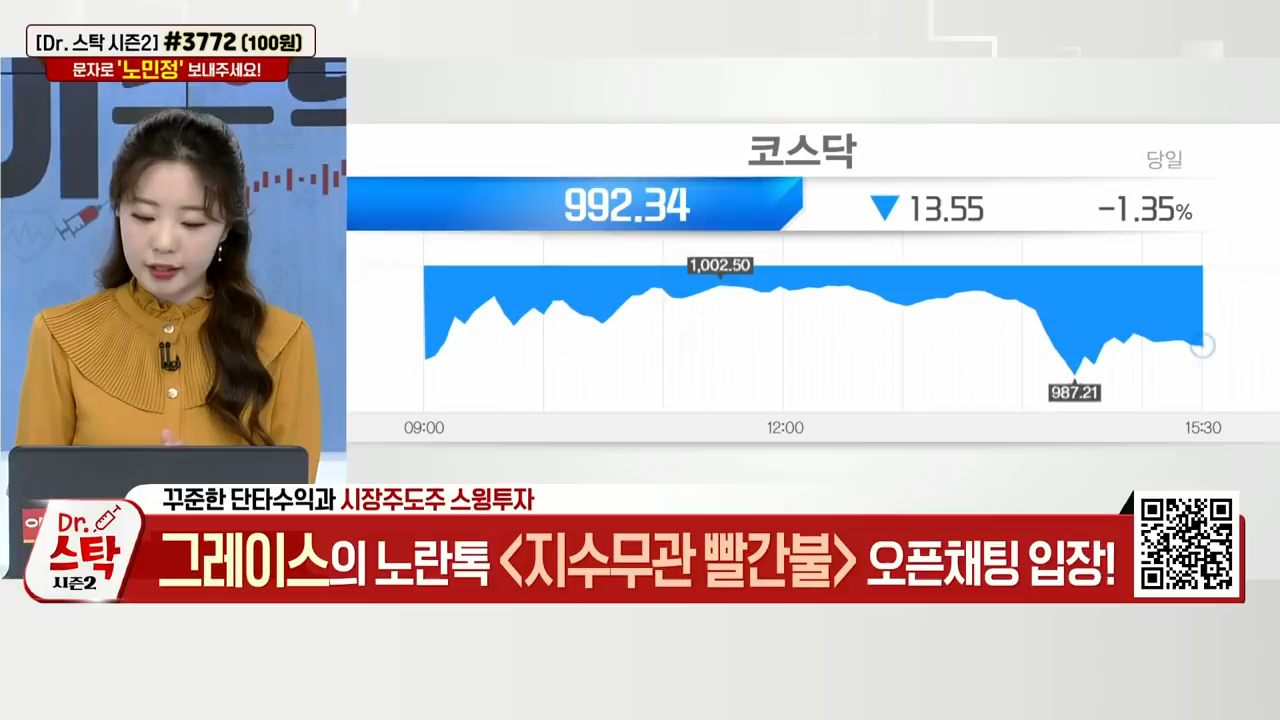 [Dr. 스탁 시즌2] #3772 (100원)
문자로 '노민정' 보내주세요!
코스닥
당일
992.34 ▼ 13.55 -1.35%
1,002.50
987.21
09:00 12:00 15:30
꾸준한 단타수익과 시장주도주 스윙투자
Dr.
스탁
시즌2
그레이스의 노란톡 <지수무관 빨간불> 오픈채팅 입장!